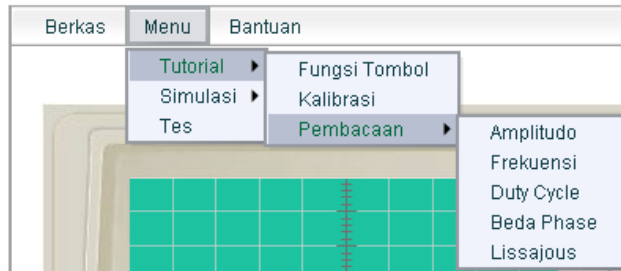 Berkas Menu Bantuan
Tutorial
Simulasi
Tes
Fungsi Tombol
Kalibrasi
Pembacaan
Amplitudo
Frekuensi
Duty Cycle
Beda Phase
Lissajous